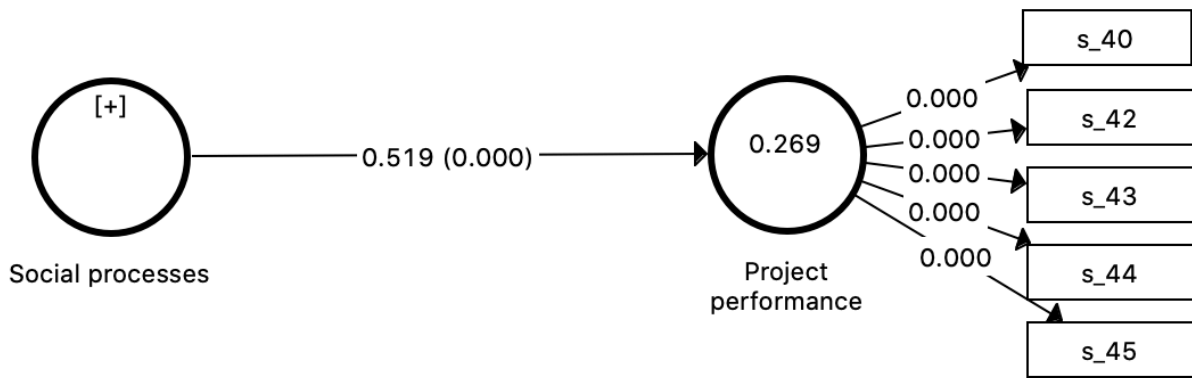 [+]
Social processes
0.519 (0.000)
0.269
Project
performance
0.000
0.000
0.000
0.000
0.000
s_40
s_42
s_43
s_44
s_45